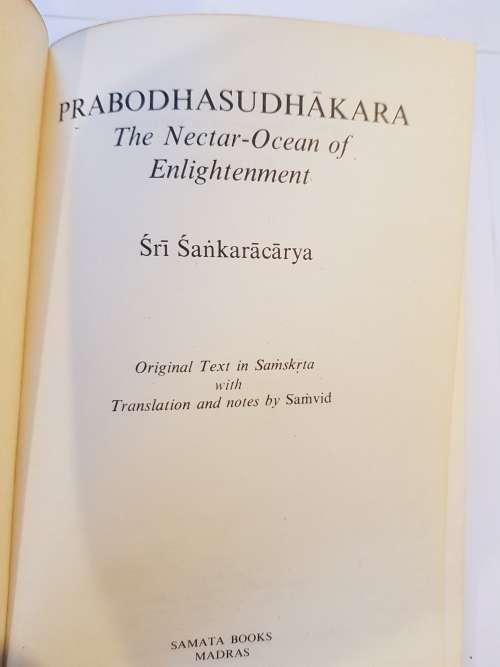 PRABODHASUDHĀKARA
The Nectar-Ocean of
Enlightenment
Śrī Śaṅkarācārya
Original Text in Saṁskṛta
with
Translation and notes by Saṁvid
SAMATA BOOKS
MADRAS